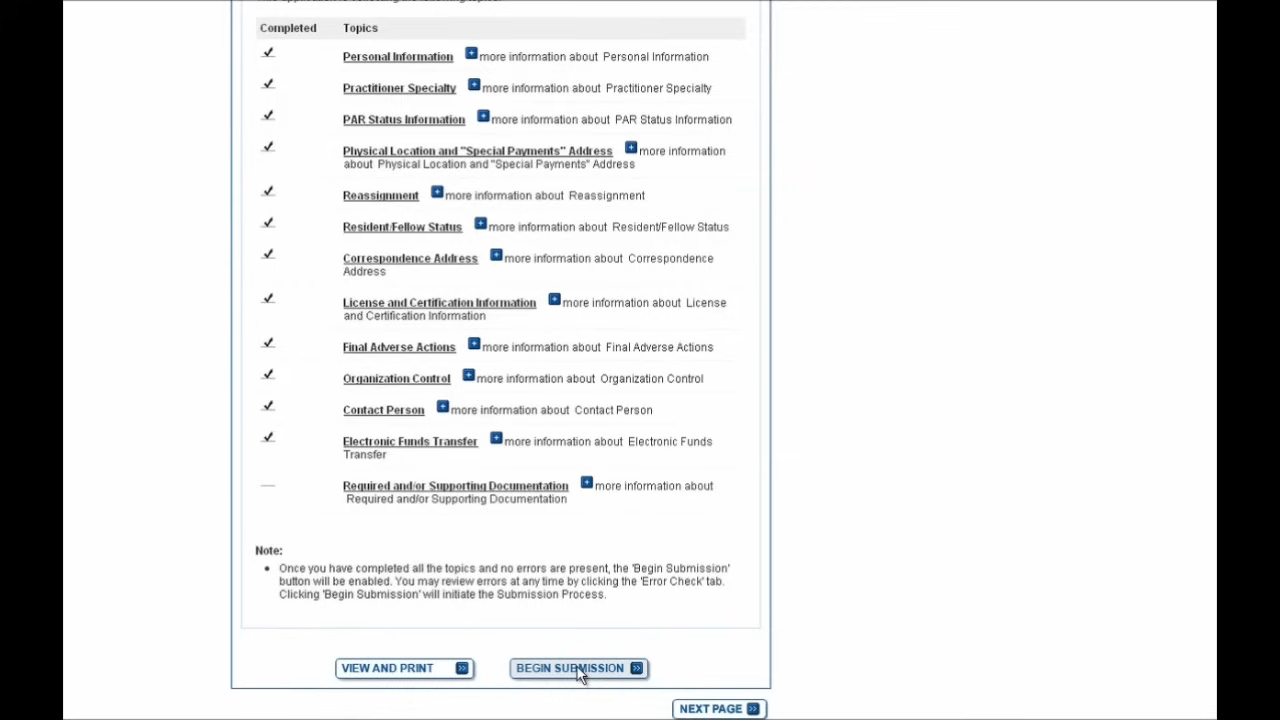 Completed Topics
Personal Information more information about Personal Information
Practitioner Specialty more information about Practitioner Specialty
PAR Status Information more information about PAR Status Information
Physical Location and "Special Payments" Address more information
about Physical Location and "Special Payments" Address
Reassignment more information about Reassignment
Resident/Fellow Status more information about Resident/Fellow Status
Correspondence Address more information about Correspondence
Address
License and Certification Information more information about License
and Certification Information
Final Adverse Actions more information about Final Adverse Actions
Organization Control more information about Organization Control
Contact Person more information about Contact Person
Electronic Funds Transfer more information about Electronic Funds
Transfer
Required and/or Supporting Documentation more information about
Required and/or Supporting Documentation
Note:
• Once you have completed all the topics and no errors are present, the 'Begin Submission'
button will be enabled. You may review errors at any time by clicking the 'Error Check' tab.
Clicking 'Begin Submission' will initiate the Submission Process.
VIEW AND PRINT BEGIN SUBMISSION
NEXT PAGE